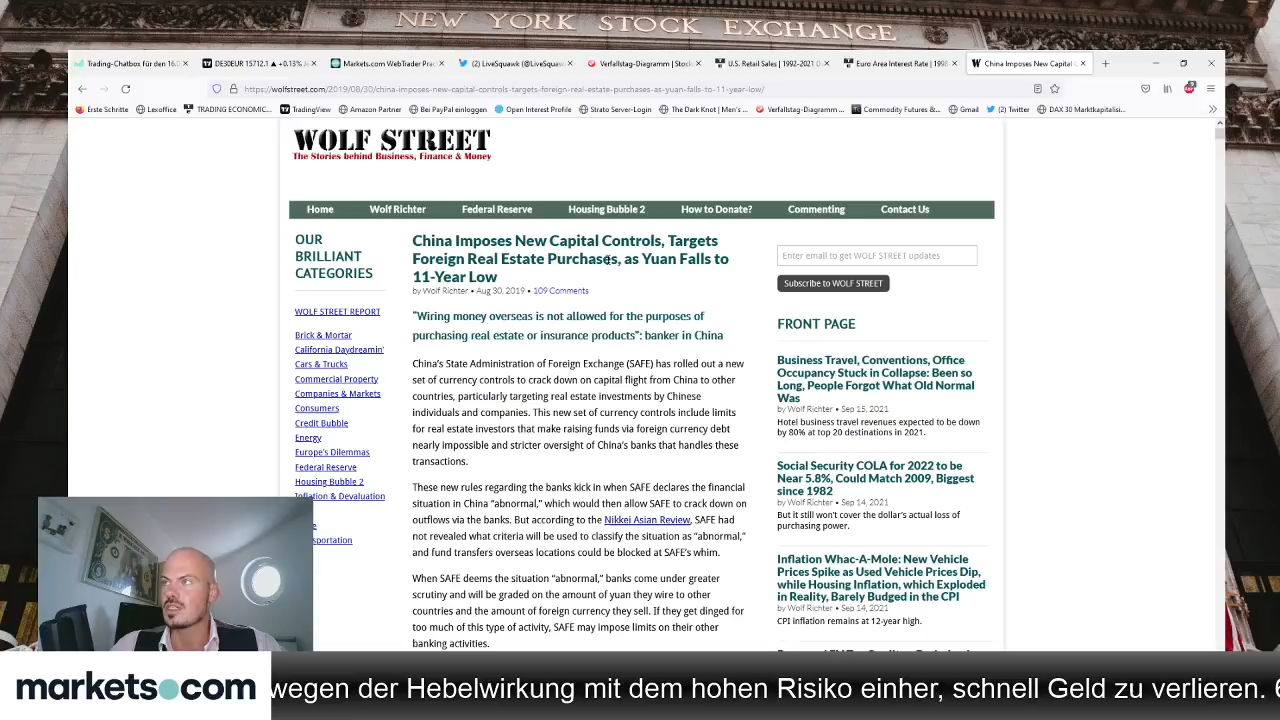 NEW YORK STOCK EXCHANGE
Trading-Chatbox für den 16.0
DE30EUR 15712.1 ▲ +0.13%
Markets.com WebTrader Prac
(2) LiveSquawk (@LiveSqua
Verfallstag-Diagramm | Stock
U.S. Retail Sales | 1992-2021 D
Euro Area Interest Rate | 1998
China Imposes New Capital
https://wolfstreet.com/2019/08/30/china-imposes-new-capital-controls-targets-foreign-real-estate-purchases-as-yuan-falls-to-11-year-low/
Erste Schritte
Lexoffice
TRADING ECONOMIC...
TradingView
Amazon Partner
Bei PayPal einloggen
Open Interest Profile
Strato Server-Login
The Dark Knot | Men's ...
Verfallstag-Diagramm ...
Commodity Futures &...
Gmail
(2) Twitter
DAX 30 Marktkapitalisi...
WOLF STREET
The Stories behind Business, Finance & Money
Home
Wolf Richter
Federal Reserve
Housing Bubble 2
How to Donate?
Commenting
Contact Us
OUR
BRILLIANT
CATEGORIES
WOLF STREET REPORT
Brick & Mortar
California Daydreamin'
Cars & Trucks
Commercial Property
Companies & Markets
Consumers
Credit Bubble
Energy
Europe's Dilemmas
Federal Reserve
Housing Bubble 2
Inflation & Devaluation
sportation
China Imposes New Capital Controls, Targets
Foreign Real Estate Purchases, as Yuan Falls to
11-Year Low
by Wolf Richter • Aug 30, 2019 • 109 Comments
"Wiring money overseas is not allowed for the purposes of
purchasing real estate or insurance products": banker in China
China's State Administration of Foreign Exchange (SAFE) has rolled out a new
set of currency controls to crack down on capital flight from China to other
countries, particularly targeting real estate investments by Chinese
individuals and companies. This new set of currency controls include limits
for real estate investors that make raising funds via foreign currency debt
nearly impossible and stricter oversight of China's banks that handles these
transactions.
These new rules regarding the banks kick in when SAFE declares the financial
situation in China "abnormal," which would then allow SAFE to crack down on
outflows via the banks. But according to the Nikkei Asian Review, SAFE had
not revealed what criteria will be used to classify the situation as "abnormal,"
and fund transfers overseas locations could be blocked at SAFE's whim.
When SAFE deems the situation "abnormal," banks come under greater
scrutiny and will be graded on the amount of yuan they wire to other
countries and the amount of foreign currency they sell. If they get dinged for
too much of this type of activity, SAFE may impose limits on their other
banking activities.
Enter email to get WOLF STREET updates
Subscribe to WOLF STREET
FRONT PAGE
Business Travel, Conventions, Office
Occupancy Stuck in Collapse: Been so
Long, People Forgot What Old Normal
Was
by Wolf Richter • Sep 15, 2021
Hotel business travel revenues expected to be down
by 80% at top 20 destinations in 2021.
Social Security COLA for 2022 to be
Near 5.8%, Could Match 2009, Biggest
since 1982
by Wolf Richter • Sep 14, 2021
But it still won't cover the dollar's actual loss of
purchasing power.
Inflation Whac-A-Mole: New Vehicle
Prices Spike as Used Vehicle Prices Dip,
while Housing Inflation, which Exploded
in Reality, Barely Budged in the CPI
by Wolf Richter • Sep 14, 2021
CPI inflation remains at 12-year high.
markets.com
wegen der Hebelwirkung mit dem hohen Risiko einher, schnell Geld zu verlieren. 6